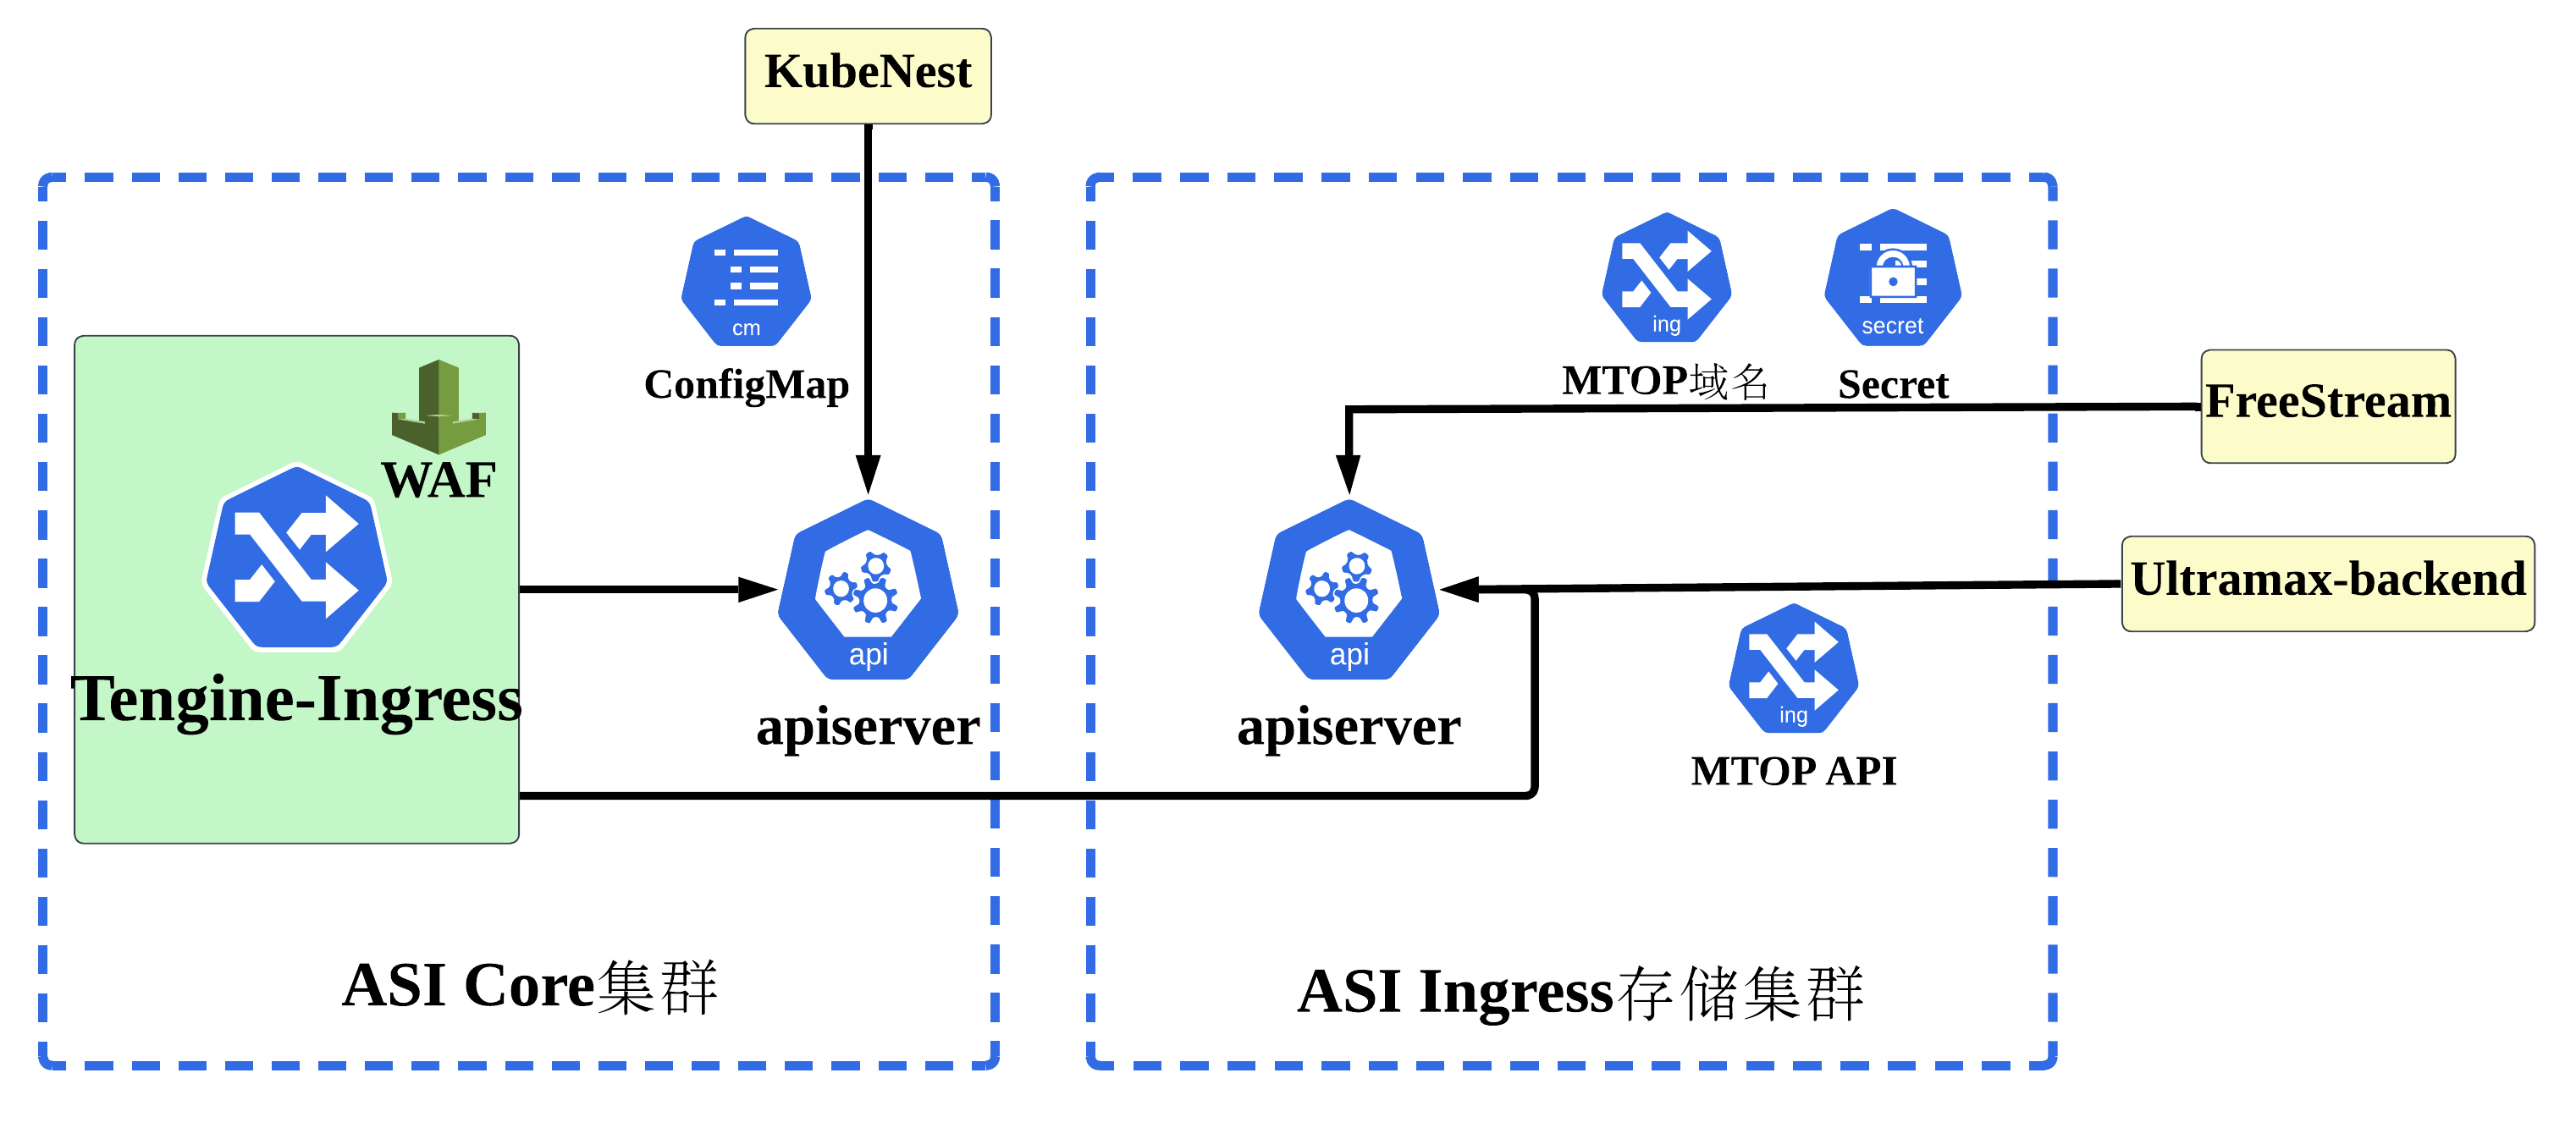 KubeNest
cm
ConfigMap
ing
MTOP域名
secret
Secret
FreeStream
WAF
Ultramax-backend
Tengine-Ingress
api
apiserver
api
apiserver
ing
MTOP API
ASI Core集群
ASI Ingress存储集群